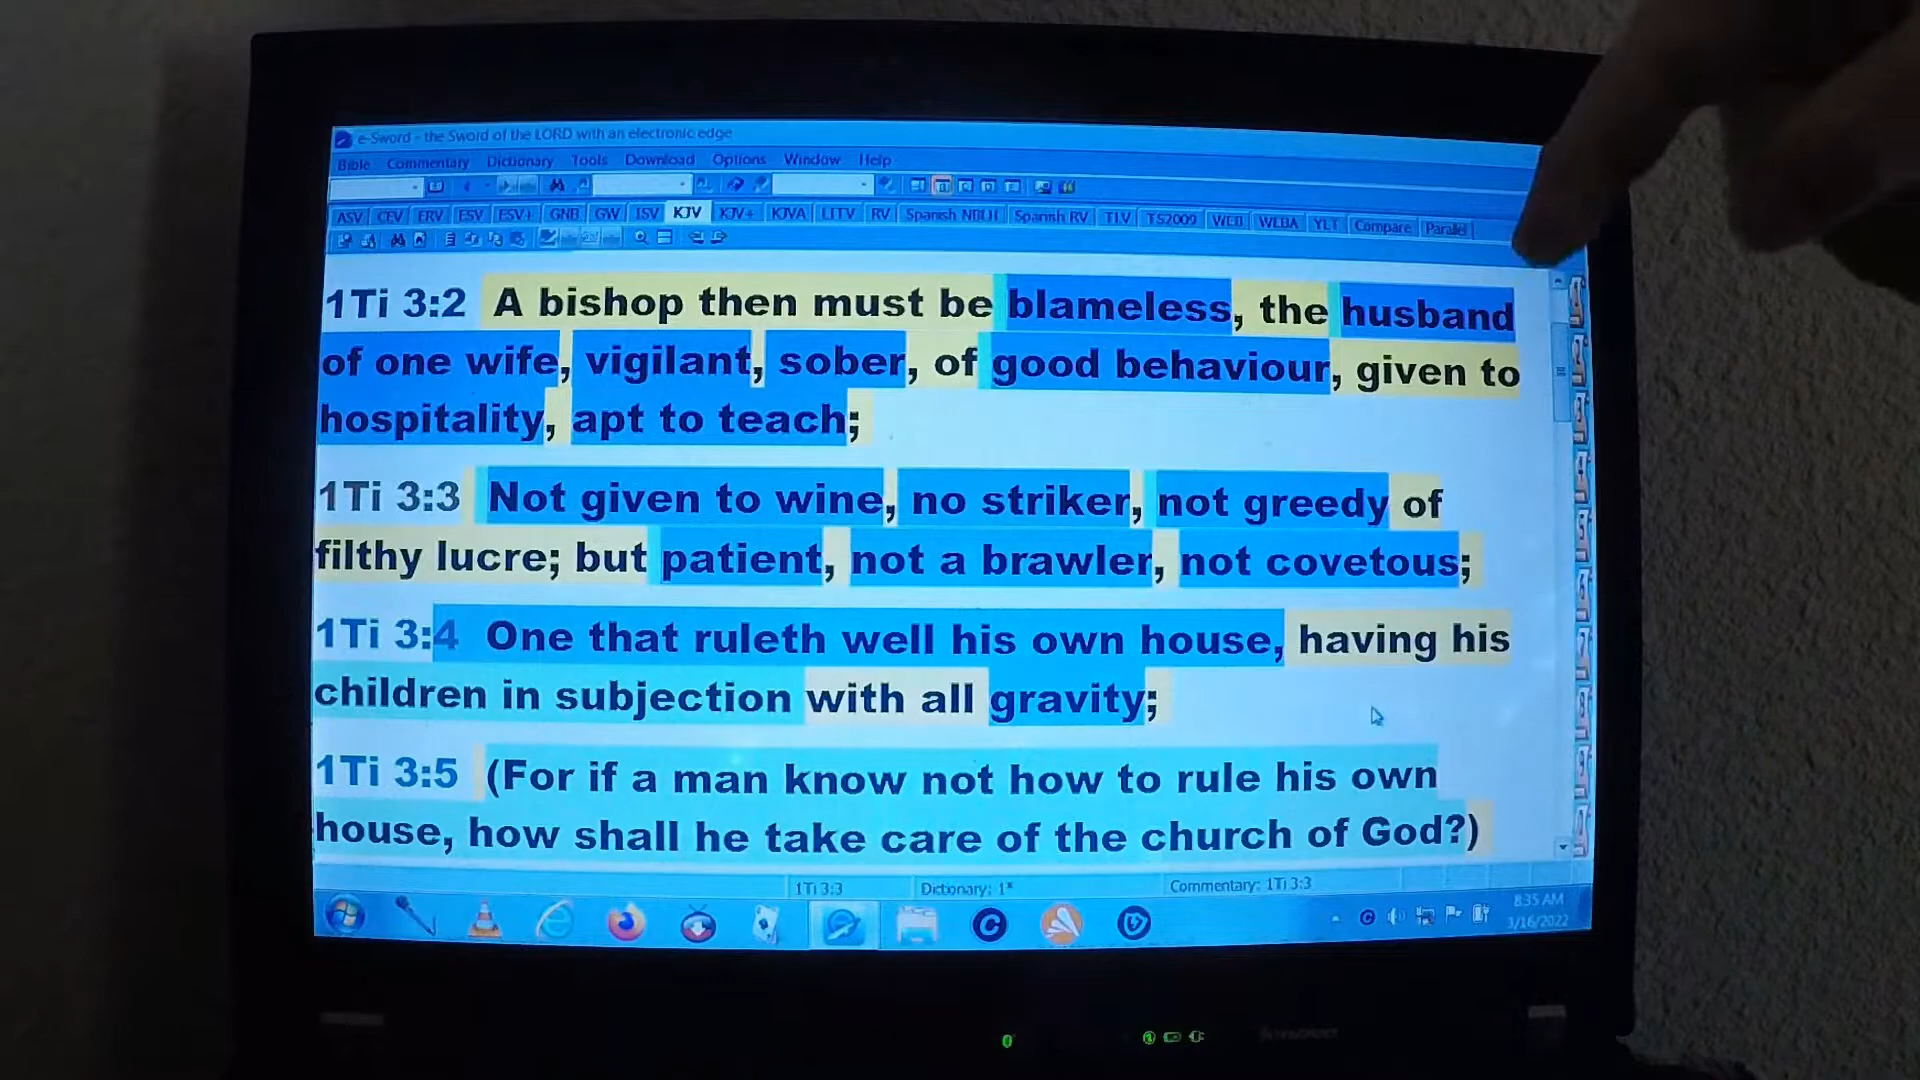 e-Sword - the Sword of the LORD with an electronic edge
Bible Commentary Dictionary Tools Download Options Window Help
ASV CEV ERV ESV ESV+ GNB GW ISV KJV KJV+ KJVA LITV RV Spanish NBLH Spanish RV TLV TS2009 WEB WLBA YLT Compare Parallel
1Ti 3:2 A bishop then must be blameless, the husband
of one wife, vigilant, sober, of good behaviour, given to
hospitality, apt to teach;
1Ti 3:3 Not given to wine, no striker, not greedy of
filthy lucre; but patient, not a brawler, not covetous;
1Ti 3:4 One that ruleth well his own house, having his
children in subjection with all gravity;
1Ti 3:5 (For if a man know not how to rule his own
house, how shall he take care of the church of God?)
1Ti 3:3 Dictionary: 1* Commentary: 1Ti 3:3
8:35 AM
3/16/2022